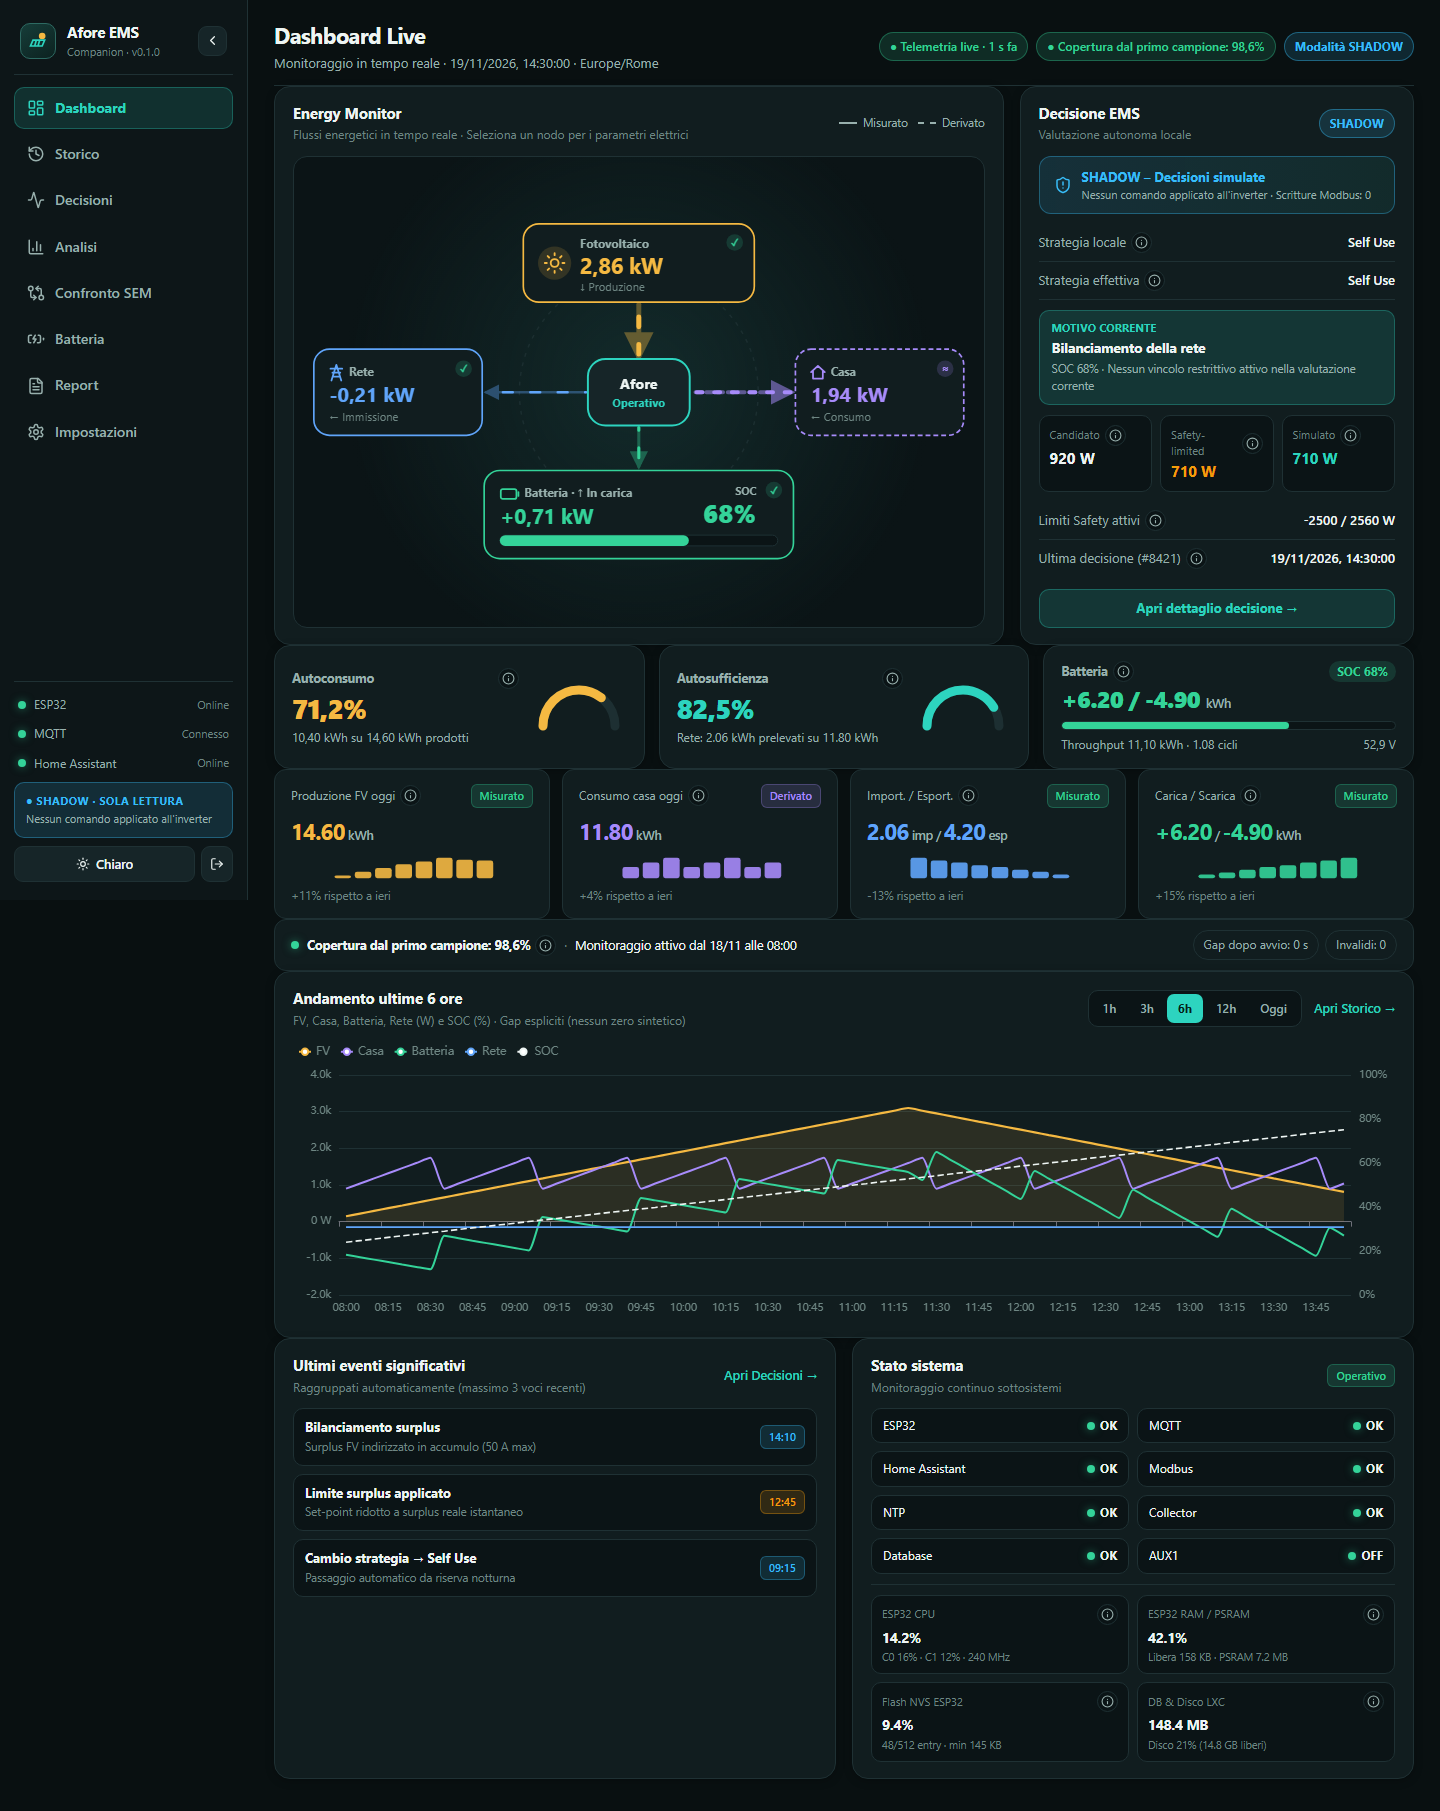 Afore EMS
Companion · v0.1.0
Dashboard
Storico
Decisioni
Analisi
Confronto SEM
Batteria
Report
Impostazioni
ESP32 Online
MQTT Connesso
Home Assistant Online
● SHADOW · SOLA LETTURA
Nessun comando applicato all'inverter
Chiaro
Dashboard Live
Monitoraggio in tempo reale · 19/11/2026, 14:30:00 · Europe/Rome
● Telemetria live · 1 s fa
● Copertura dal primo campione: 98,6%
Modalità SHADOW
Energy Monitor
Flussi energetici in tempo reale · Seleziona un nodo per i parametri elettrici
Misurato Derivato
Fotovoltaico
2,86 kW
↓ Produzione
Rete
-0,21 kW
← Immissione
Afore
Operativo
Casa
1,94 kW
← Consumo
Batteria · ↑ In carica SOC
+0,71 kW 68%
Decisione EMS
Valutazione autonoma locale
SHADOW
SHADOW – Decisioni simulate
Nessun comando applicato all'inverter · Scritture Modbus: 0
Strategia locale Self Use
Strategia effettiva Self Use
MOTIVO CORRENTE
Bilanciamento della rete
SOC 68% · Nessun vincolo restrittivo attivo nella valutazione
corrente
Candidato
920 W
Safety-
limited
710 W
Simulato
710 W
Limiti Safety attivi -2500 / 2560 W
Ultima decisione (#8421) 19/11/2026, 14:30:00
Apri dettaglio decisione →
Autoconsumo
71,2%
10,40 kWh su 14,60 kWh prodotti
Autosufficienza
82,5%
Rete: 2.06 kWh prelevati su 11.80 kWh
Batteria SOC 68%
+6.20 / -4.90 kWh
Throughput 11,10 kWh · 1.08 cicli 52,9 V
Produzione FV oggi Misurato
14.60 kWh
+11% rispetto a ieri
Consumo casa oggi Derivato
11.80 kWh
+4% rispetto a ieri
Import. / Esport. Misurato
2.06 imp / 4.20 esp
-13% rispetto a ieri
Carica / Scarica Misurato
+6.20 / -4.90 kWh
+15% rispetto a ieri
Copertura dal primo campione: 98,6% · Monitoraggio attivo dal 18/11 alle 08:00
Gap dopo avvio: 0 s Invalidi: 0
Andamento ultime 6 ore
FV, Casa, Batteria, Rete (W) e SOC (%) · Gap espliciti (nessun zero sintetico)
1h 3h 6h 12h Oggi Apri Storico →
FV Casa Batteria Rete SOC
4.0k 100%
3.0k 80%
2.0k 60%
1.0k 40%
0 W 20%
-1.0k 0%
-2.0k
08:00 08:15 08:30 08:45 09:00 09:15 09:30 09:45 10:00 10:15 10:30 10:45 11:00 11:15 11:30 11:45 12:00 12:15 12:30 12:45 13:00 13:15 13:30 13:45
Ultimi eventi significativi
Raggruppati automaticamente (massimo 3 voci recenti)
Apri Decisioni →
Bilanciamento surplus
Surplus FV indirizzato in accumulo (50 A max)
14:10
Limite surplus applicato
Set-point ridotto a surplus reale istantaneo
12:45
Cambio strategia → Self Use
Passaggio automatico da riserva notturna
09:15
Stato sistema
Monitoraggio continuo sottosistemi
Operativo
ESP32 OK
MQTT OK
Home Assistant OK
Modbus OK
NTP OK
Collector OK
Database OK
AUX1 OFF
ESP32 CPU
14.2%
C0 16% · C1 12% · 240 MHz
ESP32 RAM / PSRAM
42.1%
Libera 158 KB · PSRAM 7.2 MB
Flash NVS ESP32
9.4%
48/512 entry · min 145 KB
DB & Disco LXC
148.4 MB
Disco 21% (14.8 GB liberi)